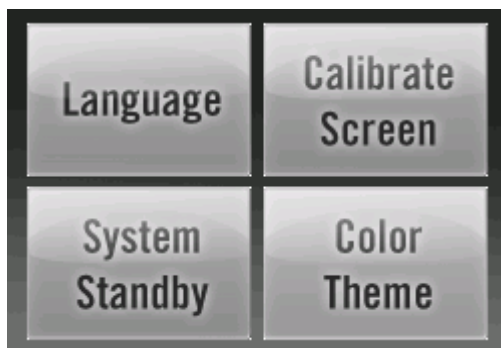 Language
Calibrate
Screen
System
Standby
Color
Theme